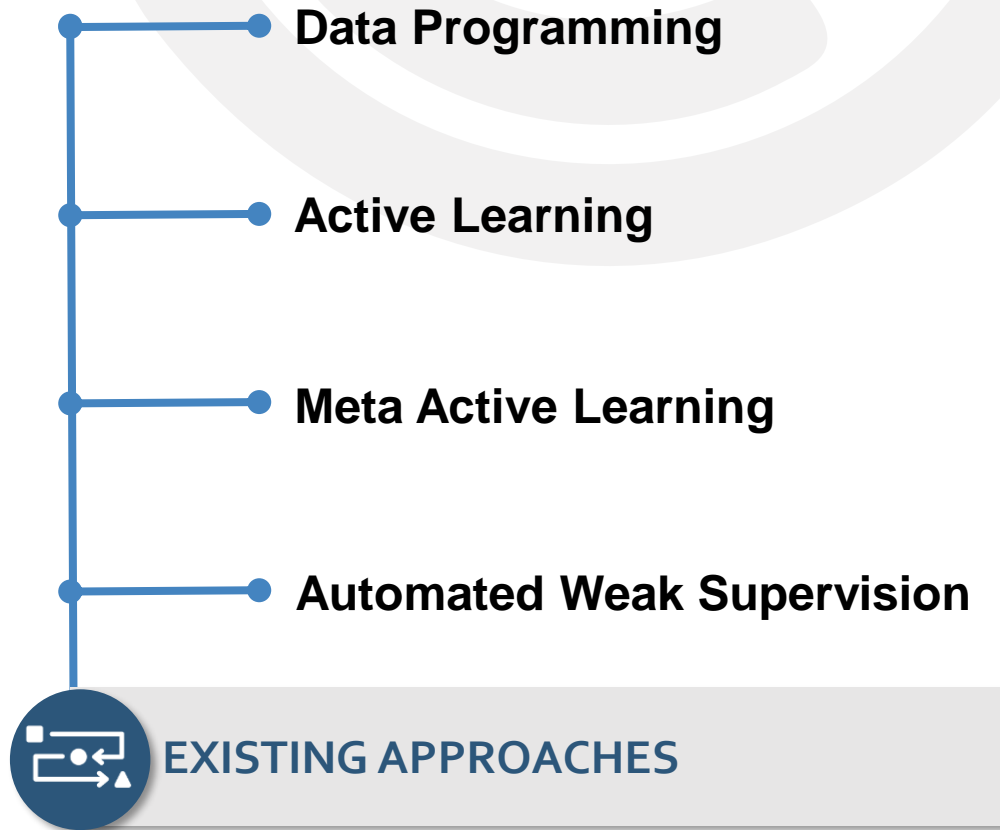 Data Programming
Active Learning
Meta Active Learning
Automated Weak Supervision
EXISTING APPROACHES